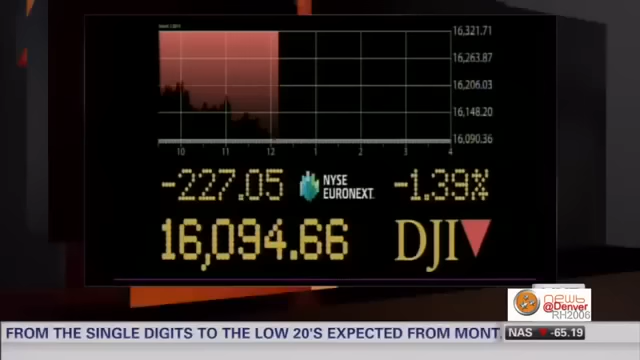 16,321.71
16,263.87
16,206.03
16,148.20
16,090.36
10 11 12 1 2 3 4
-227.05 NYSE EURONEXT. -1.39%
16,094.66 DJI
news
@Denver
RH2006
FROM THE SINGLE DIGITS TO THE LOW 20'S EXPECTED FROM MONT
NAS -65.19